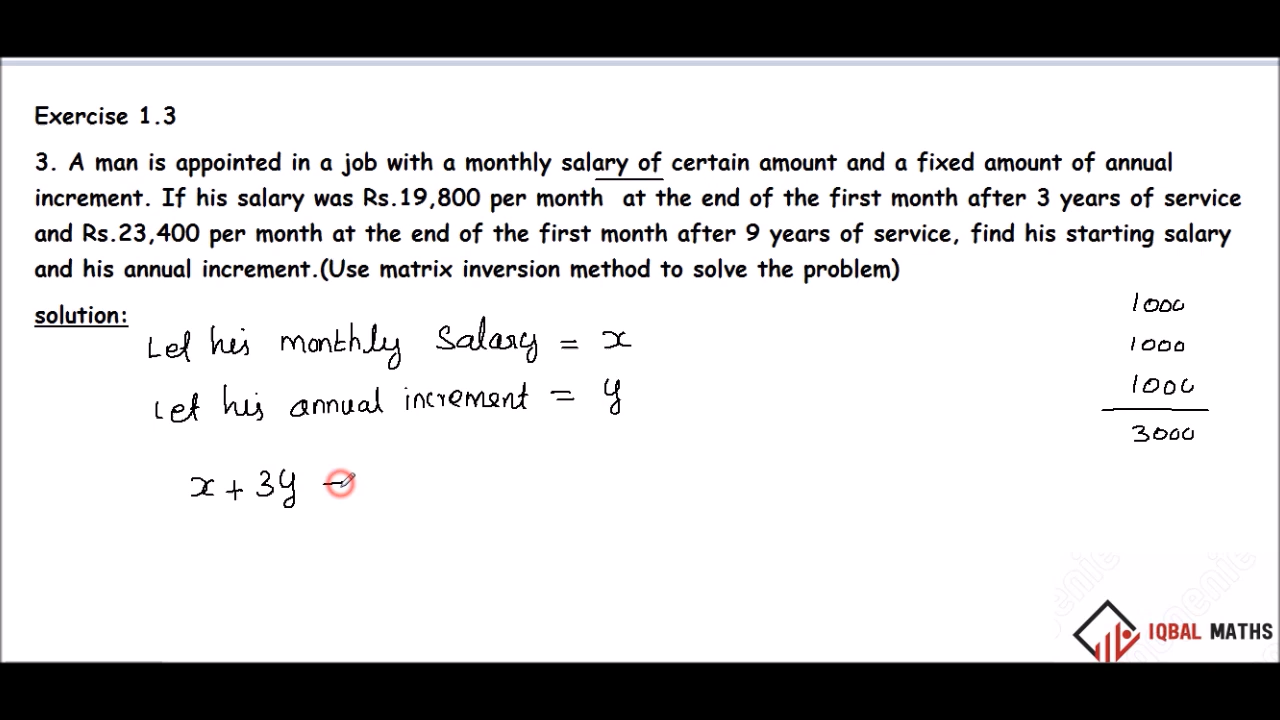 Exercise 1.3
3. A man is appointed in a job with a monthly salary of certain amount and a fixed amount of annual
increment. If his salary was Rs.19,800 per month at the end of the first month after 3 years of service
and Rs.23,400 per month at the end of the first month after 9 years of service, find his starting salary
and his annual increment.(Use matrix inversion method to solve the problem)
solution:
Let his monthly Salary = x
Let his annual increment = y
x + 3y
1000
1000
1000
3000
IQBAL MATHS